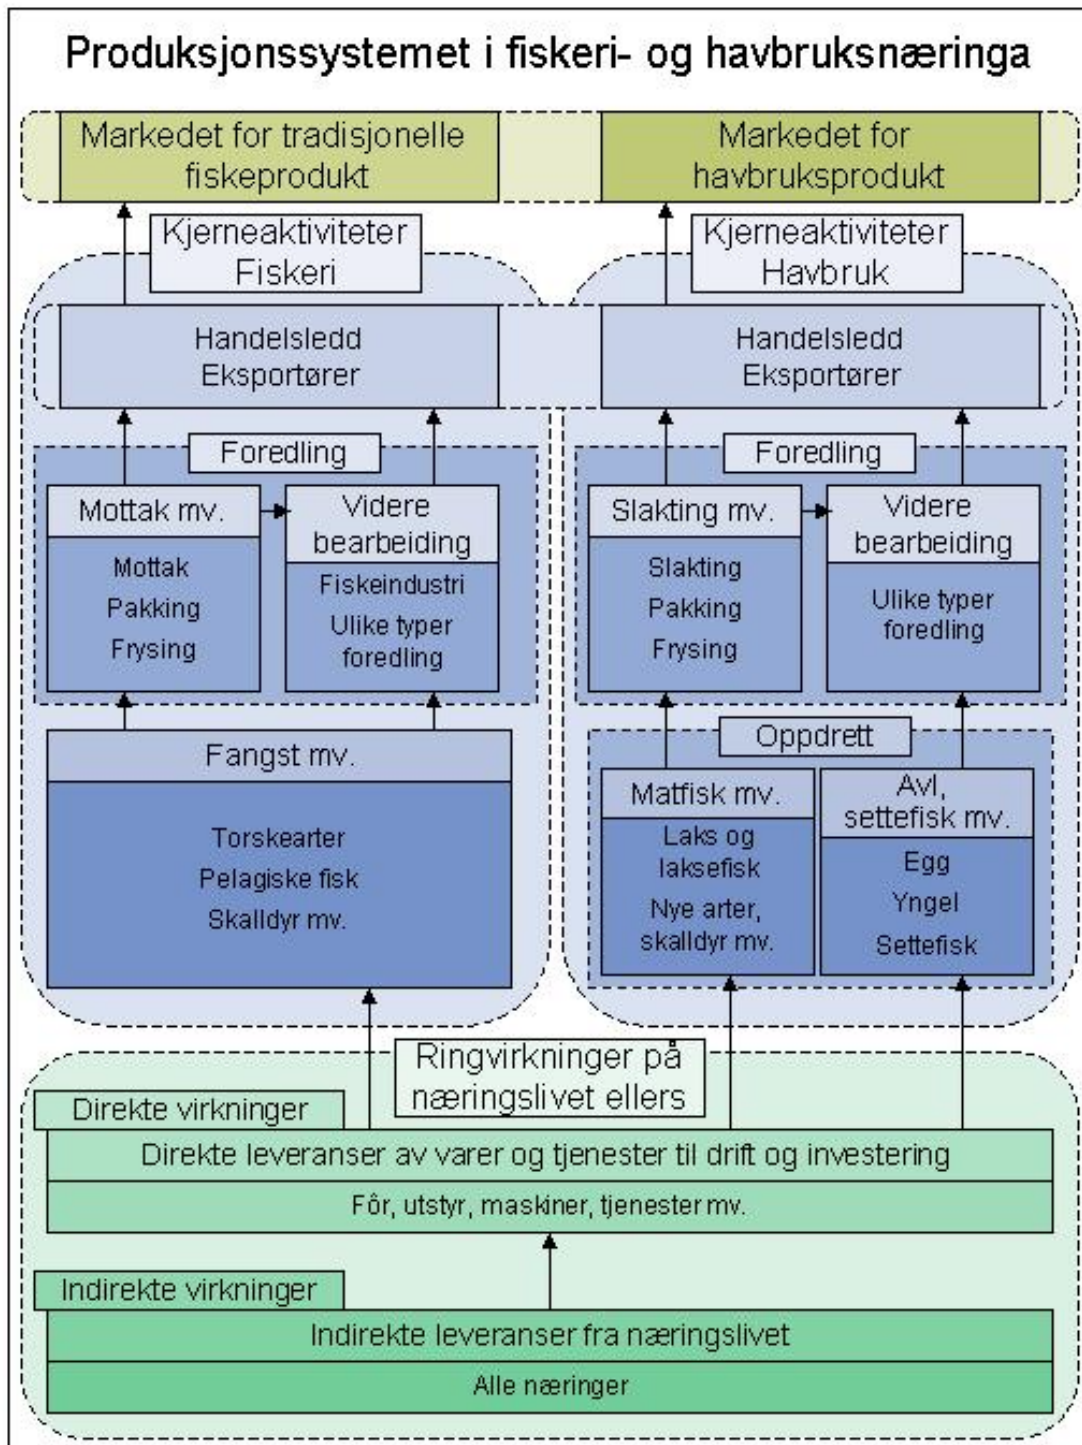 Produksjonssystemet i fiskeri- og havbruksnæringa
Markedet for tradisjonelle
fiskeprodukt
Markedet for
havbruksprodukt
Kjerneaktiviteter
Fiskeri
Kjerneaktiviteter
Havbruk
Handelsledd
Eksportører
Handelsledd
Eksportører
Foredling
Mottak mv.
Mottak
Pakking
Frysing
Videre
bearbeiding
Fiskeindustri
Ulike typer
foredling
Foredling
Slakting mv.
Slakting
Pakking
Frysing
Videre
bearbeiding
Ulike typer
foredling
Fangst mv.
Torskearter
Pelagiske fisk
Skalldyr mv.
Oppdrett
Matfisk mv.
Laks og
laksefisk
Nye arter,
skalldyr mv.
Avl,
settefisk mv.
Egg
Yngel
Settefisk
Ringvirkninger på
næringslivet ellers
Direkte virkninger
Direkte leveranser av varer og tjenester til drift og investering
Fôr, utstyr, maskiner, tjenester mv.
Indirekte virkninger
Indirekte leveranser fra næringslivet
Alle næringer